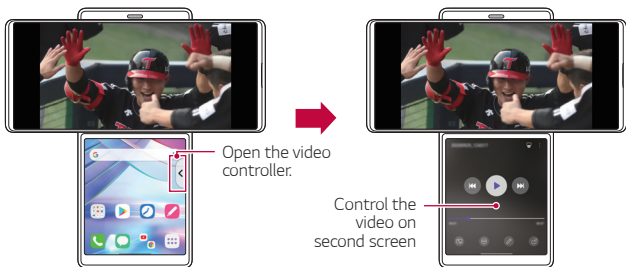 Open the video
controller.
Control the
video on
second screen